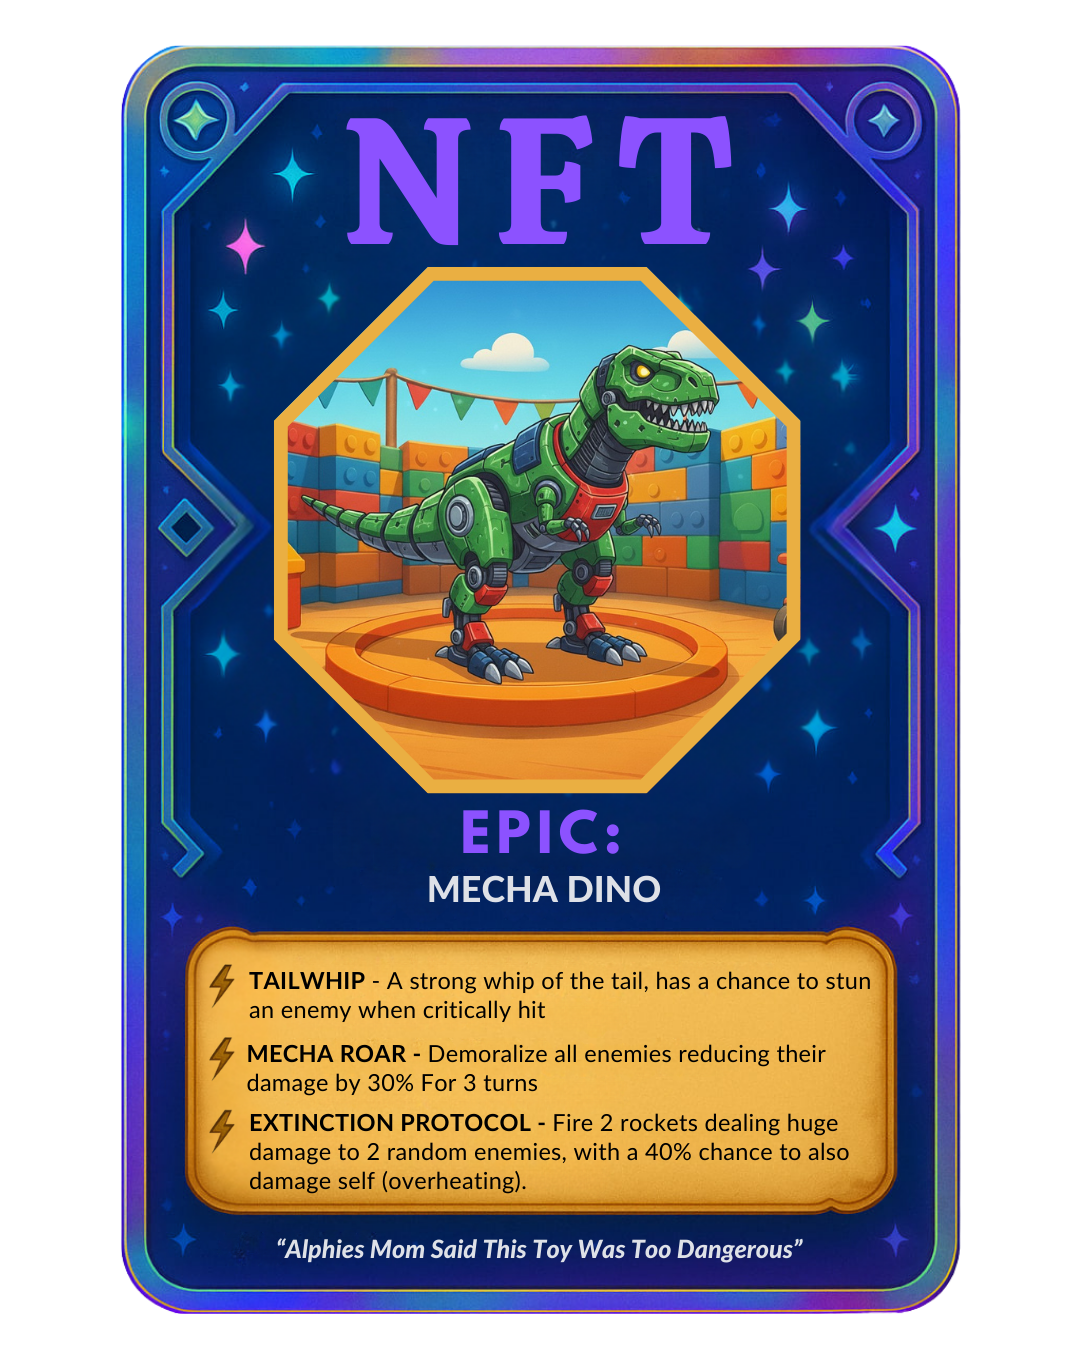 NFT
EPIC:
MECHA DINO
TAILWHIP - A strong whip of the tail, has a chance to stun
an enemy when critically hit
MECHA ROAR - Demoralize all enemies reducing their
damage by 30% For 3 turns
EXTINCTION PROTOCOL - Fire 2 rockets dealing huge
damage to 2 random enemies, with a 40% chance to also
damage self (overheating).
“Alphies Mom Said This Toy Was Too Dangerous”